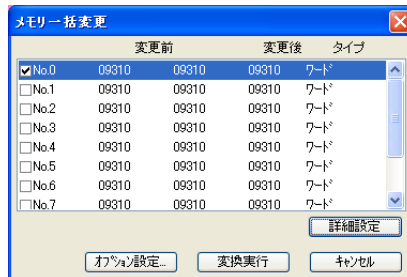 メモリ一括変更
変更前 変更後 タイプ
No.0 09310 09310 09310 ワード
No.1 09310 09310 09310 ワード
No.2 09310 09310 09310 ワード
No.3 09310 09310 09310 ワード
No.4 09310 09310 09310 ワード
No.5 09310 09310 09310 ワード
No.6 09310 09310 09310 ワード
No.7 09310 09310 09310 ワード
詳細設定
オプション設定... 変換実行 キャンセル